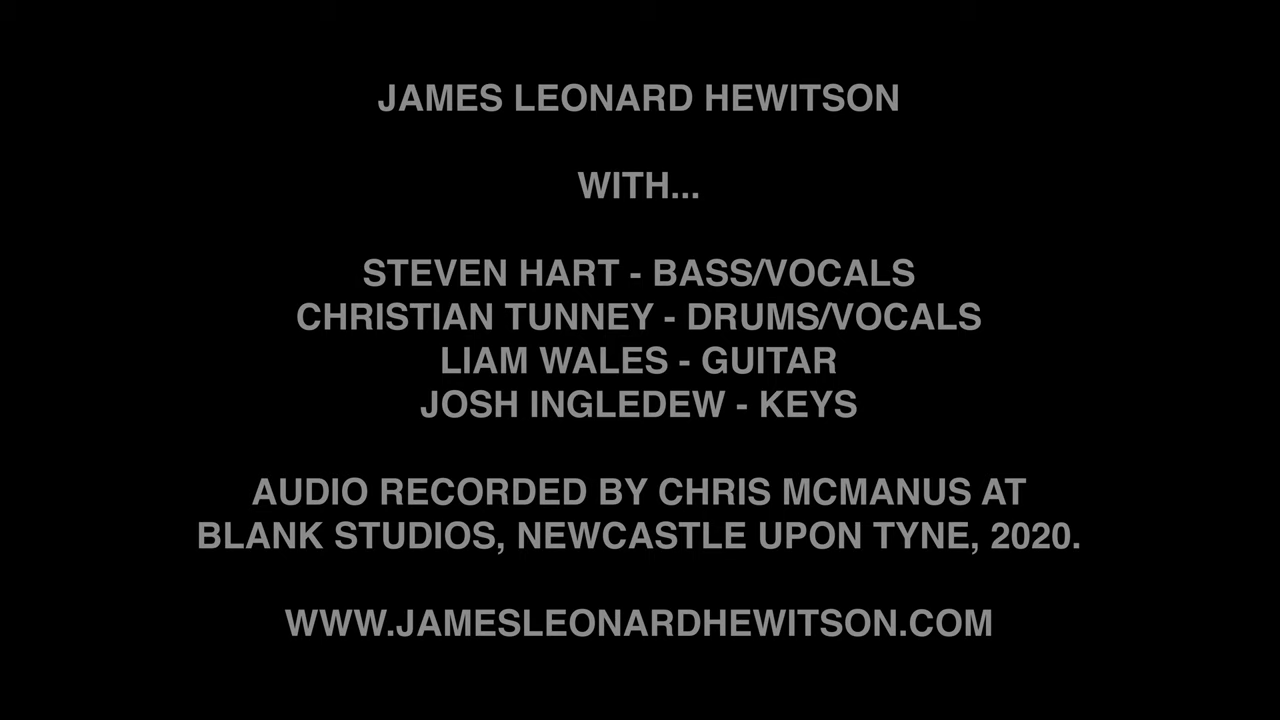 JAMES LEONARD HEWITSON
WITH...
STEVEN HART - BASS/VOCALS
CHRISTIAN TUNNEY - DRUMS/VOCALS
LIAM WALES - GUITAR
JOSH INGLEDEW - KEYS
AUDIO RECORDED BY CHRIS MCMANUS AT
BLANK STUDIOS, NEWCASTLE UPON TYNE, 2020.
WWW.JAMESLEONARDHEWITSON.COM